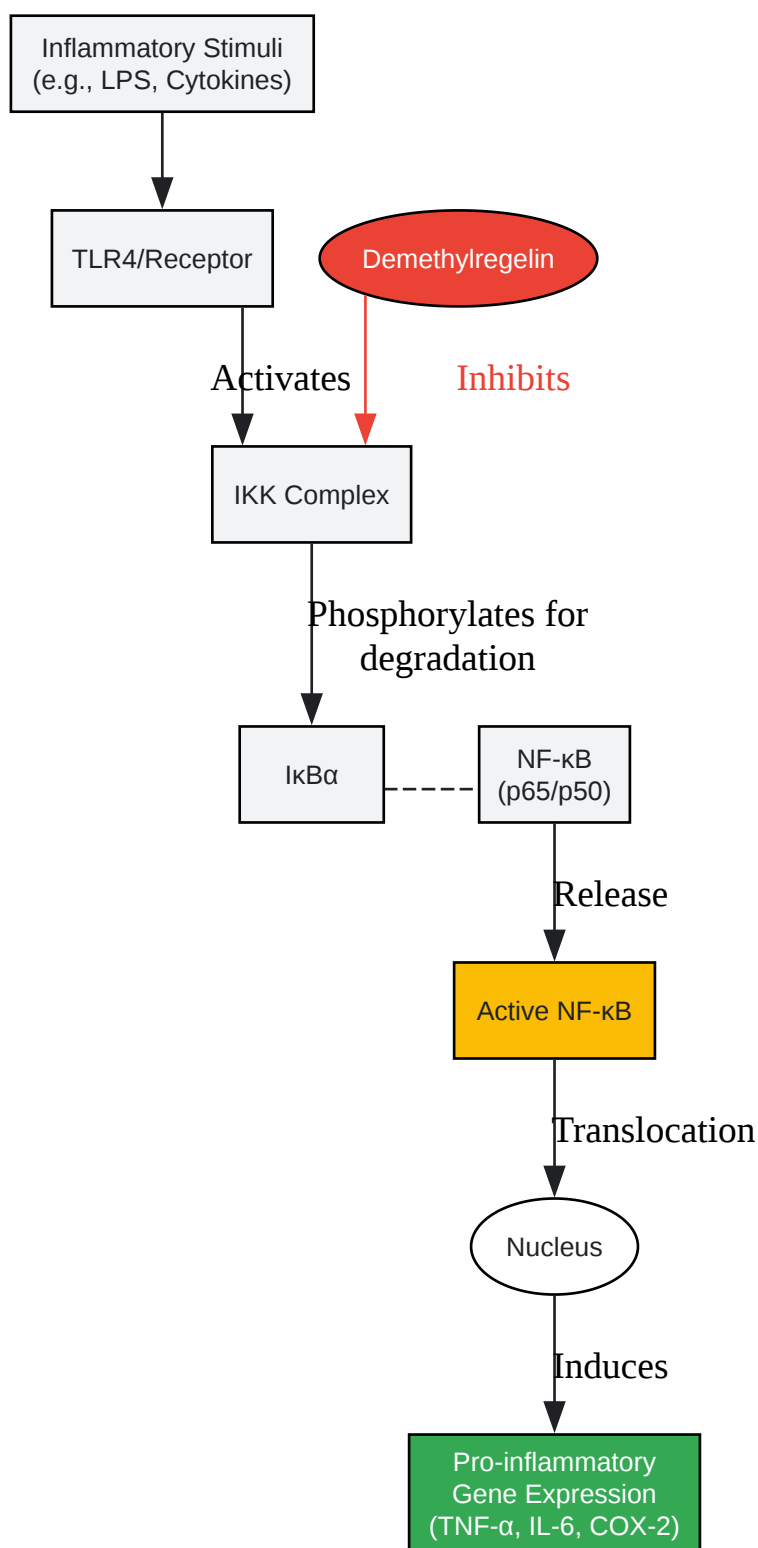 Inflammatory Stimuli
(e.g., LPS, Cytokines)
TLR4/Receptor
Demethylregelin
Activates
Inhibits
IKK Complex
Phosphorylates for
degradation
IκBα
NF-κB
(p65/p50)
Release
Active NF-κB
Translocation
Nucleus
Induces
Pro-inflammatory
Gene Expression
(TNF-α, IL-6, COX-2)